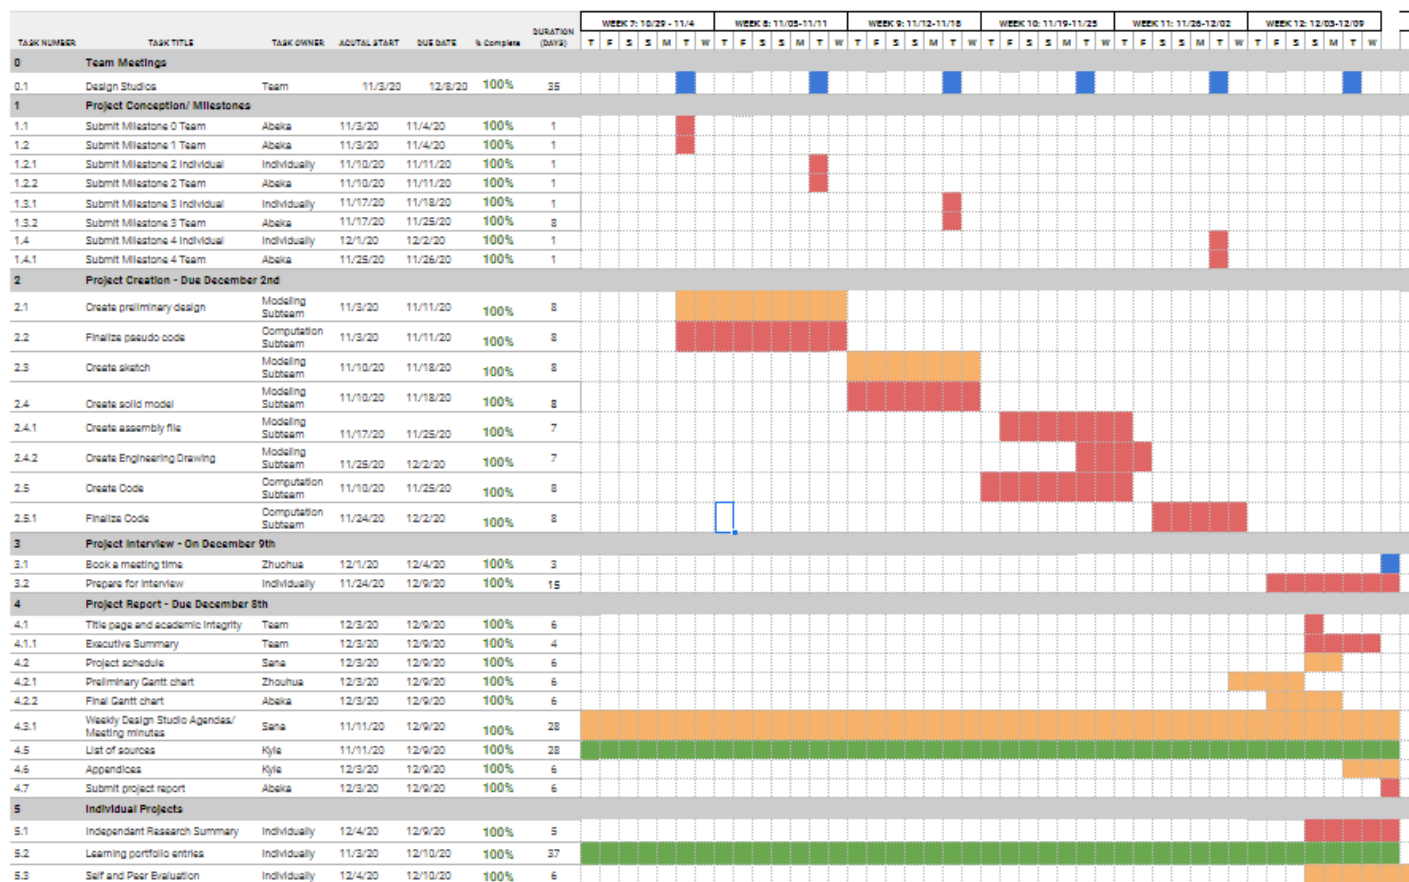 WEEK 7: 10/29 - 11/4 WEEK 8: 11/05-11/11 WEEK 9: 11/12-11/18 WEEK 10: 11/19-11/25 WEEK 11: 11/26-12/02 WEEK 12: 12/03-12/09
TASK NUMBER TASK TITLE TASK OWNER ACUTAL START DUE DATE % Complete DURATION (DAYS) T F S S M T W T F S S M T W T F S S M T W T F S S M T W T F S S M T W T F S S M T W
0 Team Meetings
0.1 Design Studios Team 11/3/20 12/8/20 100% 35
1 Project Conception/ Milestones
1.1 Submit Milestone 0 Team Abeka 11/3/20 11/4/20 100% 1
1.2 Submit Milestone 1 Team Abeka 11/3/20 11/4/20 100% 1
1.2.1 Submit Milestone 2 Individual Individually 11/10/20 11/11/20 100% 1
1.2.2 Submit Milestone 2 Team Abeka 11/10/20 11/11/20 100% 1
1.3.1 Submit Milestone 3 Individual Individually 11/17/20 11/18/20 100% 1
1.3.2 Submit Milestone 3 Team Abeka 11/17/20 11/25/20 100% 8
1.4 Submit Milestone 4 Individual Individually 12/1/20 12/2/20 100% 1
1.4.1 Submit Milestone 4 Team Abeka 11/25/20 11/26/20 100% 1
2 Project Creation - Due December 2nd
2.1 Create preliminary design Modeling Subteam 11/3/20 11/11/20 100% 8
2.2 Finalize pseudo code Computation Subteam 11/3/20 11/11/20 100% 8
2.3 Create sketch Modeling Subteam 11/10/20 11/18/20 100% 8
2.4 Create solid model Modeling Subteam 11/10/20 11/18/20 100% 8
2.4.1 Create assembly file Modeling Subteam 11/17/20 11/25/20 100% 7
2.4.2 Create Engineering Drawing Modeling Subteam 11/25/20 12/2/20 100% 7
2.5 Create Code Computation Subteam 11/10/20 11/25/20 100% 8
2.5.1 Finalize Code Computation Subteam 11/24/20 12/2/20 100% 8
3 Project Interview - On December 9th
3.1 Book a meeting time Zhuohua 12/1/20 12/4/20 100% 3
3.2 Prepare for interview Individually 11/24/20 12/9/20 100% 15
4 Project Report - Due December 8th
4.1 Title page and academic integrity Team 12/3/20 12/9/20 100% 6
4.1.1 Executive Summary Team 12/3/20 12/9/20 100% 4
4.2 Project schedule Sana 12/3/20 12/9/20 100% 6
4.2.1 Preliminary Gantt chart Zhouhua 12/3/20 12/9/20 100% 6
4.2.2 Final Gantt chart Abeka 12/3/20 12/9/20 100% 6
4.3.1 Weekly Design Studio Agendas/ Meeting minutes Sana 11/11/20 12/9/20 100% 28
4.5 List of sources Kyle 11/11/20 12/9/20 100% 28
4.6 Appendices Kyle 12/3/20 12/9/20 100% 6
4.7 Submit project report Abeka 12/3/20 12/9/20 100% 6
5 Individual Projects
5.1 Independent Research Summary Individually 12/4/20 12/9/20 100% 5
5.2 Learning portfolio entries Individually 11/3/20 12/10/20 100% 37
5.3 Self and Peer Evaluation Individually 12/4/20 12/10/20 100% 6